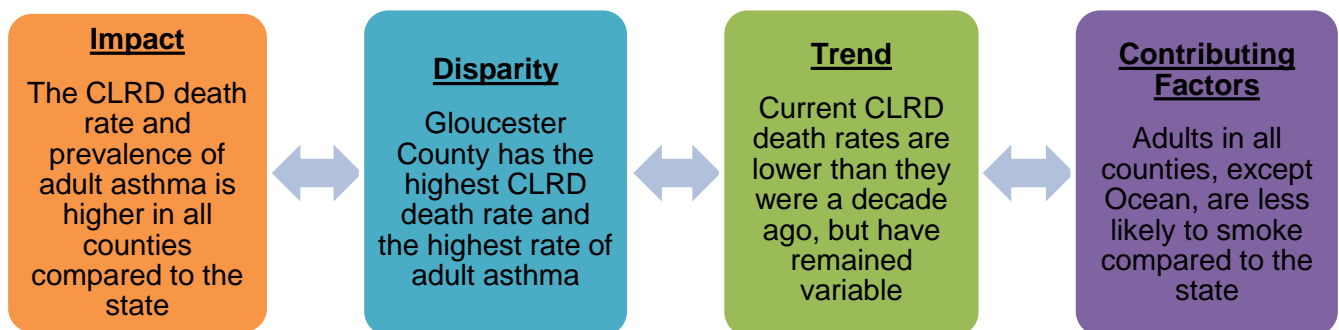 Impact
The CLRD death
rate and
prevalence of
adult asthma is
higher in all
counties
compared to the
state
Disparity
Gloucester
County has the
highest CLRD
death rate and
the highest rate of
adult asthma
Trend
Current CLRD
death rates are
lower than they
were a decade
ago, but have
remained
variable
Contributing
Factors
Adults in all
counties, except
Ocean, are less
likely to smoke
compared to the
state